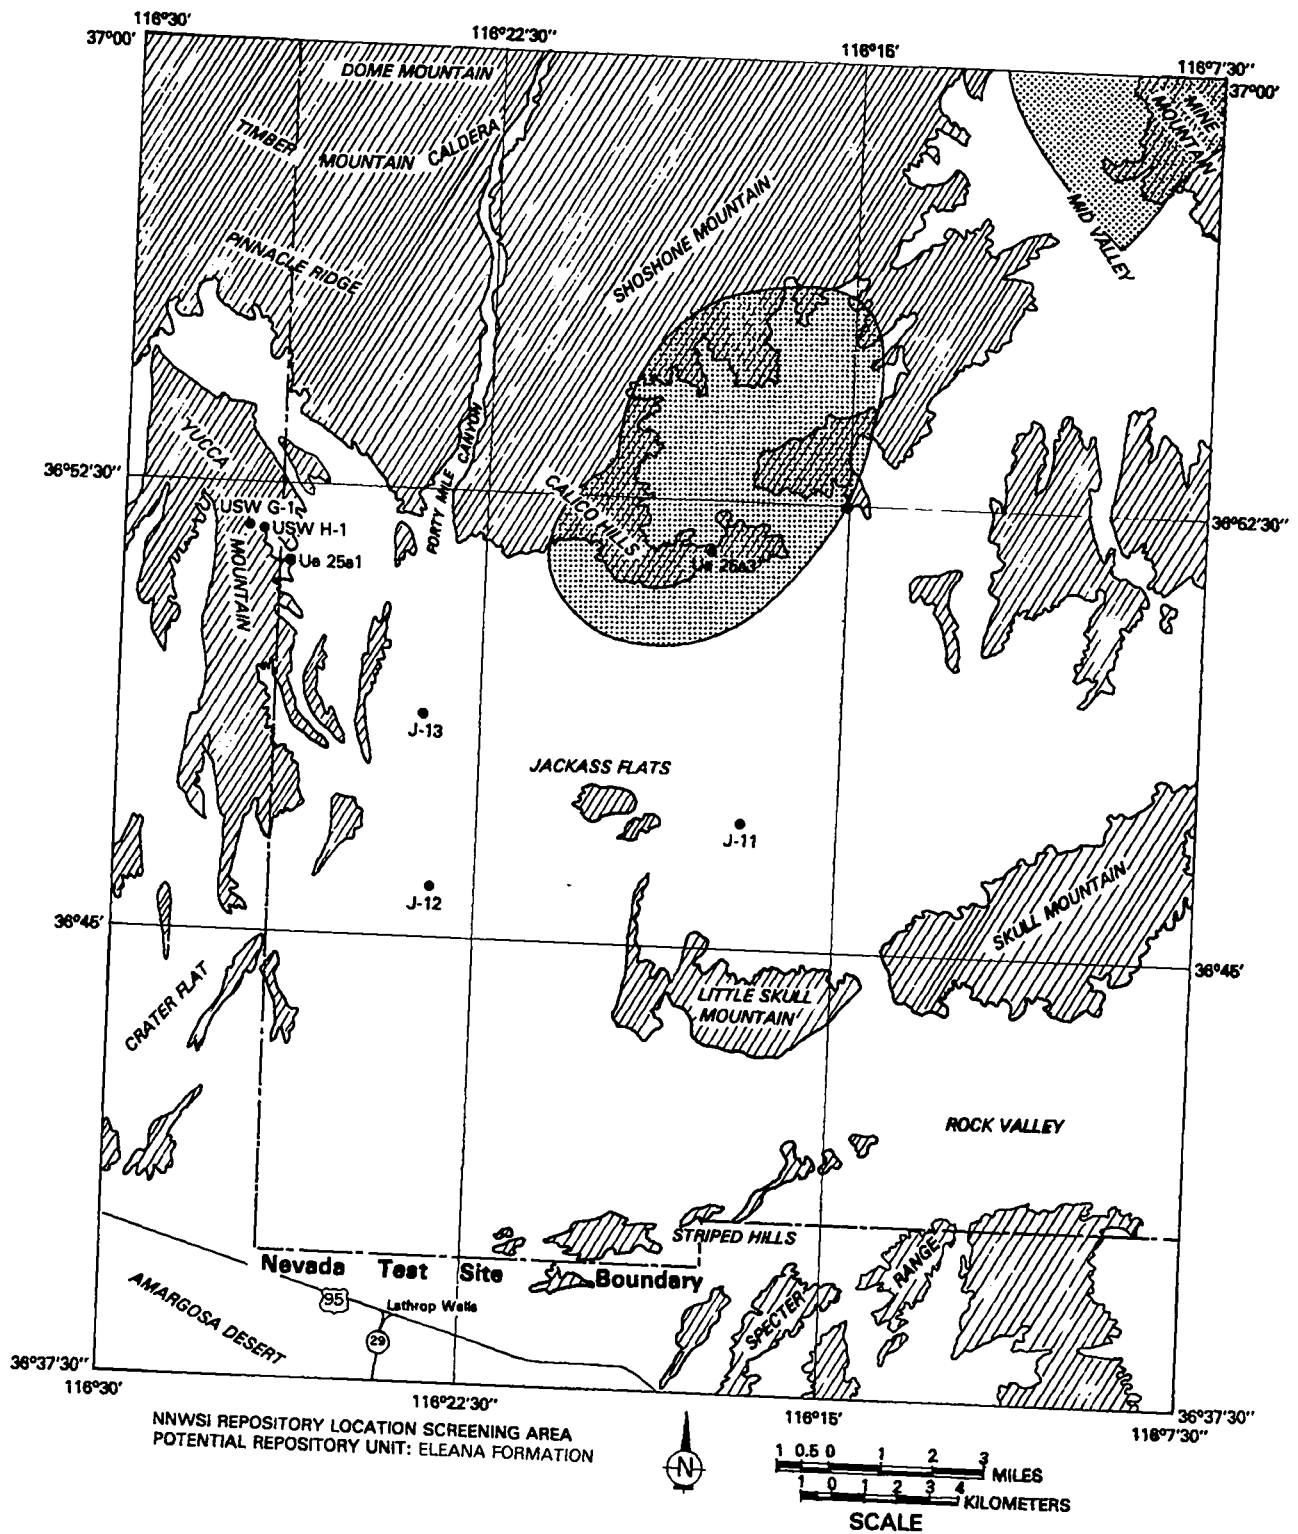 116°30'
116°22'30"
116°15'
116°7'30"
37°00'
37°00'
DOME MOUNTAIN
TIMBER MOUNTAIN CALDERA
MINE MOUNTAIN
MID VALLEY
SHOSHONE MOUNTAIN
PINNACLE RIDGE
YUCCA MOUNTAIN
FORTY MILE CANYON
CALICO HILLS
36°52'30"
36°52'30"
USW G-1
USW H-1
Ue 25a1
J-13
JACKASS FLATS
J-11
J-12
SKULL MOUNTAIN
36°45'
36°45'
CRATER FLAT
LITTLE SKULL
MOUNTAIN
ROCK VALLEY
STRIPED HILLS
Nevada Test Site Boundary
SPECTER RANGE
95
Lathrop Wells
29
AMARGOSA DESERT
36°37'30"
36°37'30"
116°30'
116°22'30"
116°15'
116°7'30"
NNWSI REPOSITORY LOCATION SCREENING AREA
POTENTIAL REPOSITORY UNIT: ELEANA FORMATION
N
1 0.5 0 1 2 3
MILES
1 0 1 2 3 4
KILOMETERS
SCALE